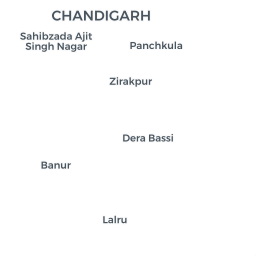 CHANDIGARH
Sahibzada Ajit
Singh Nagar
Panchkula
Zirakpur
Dera Bassi
Banur
Lalru